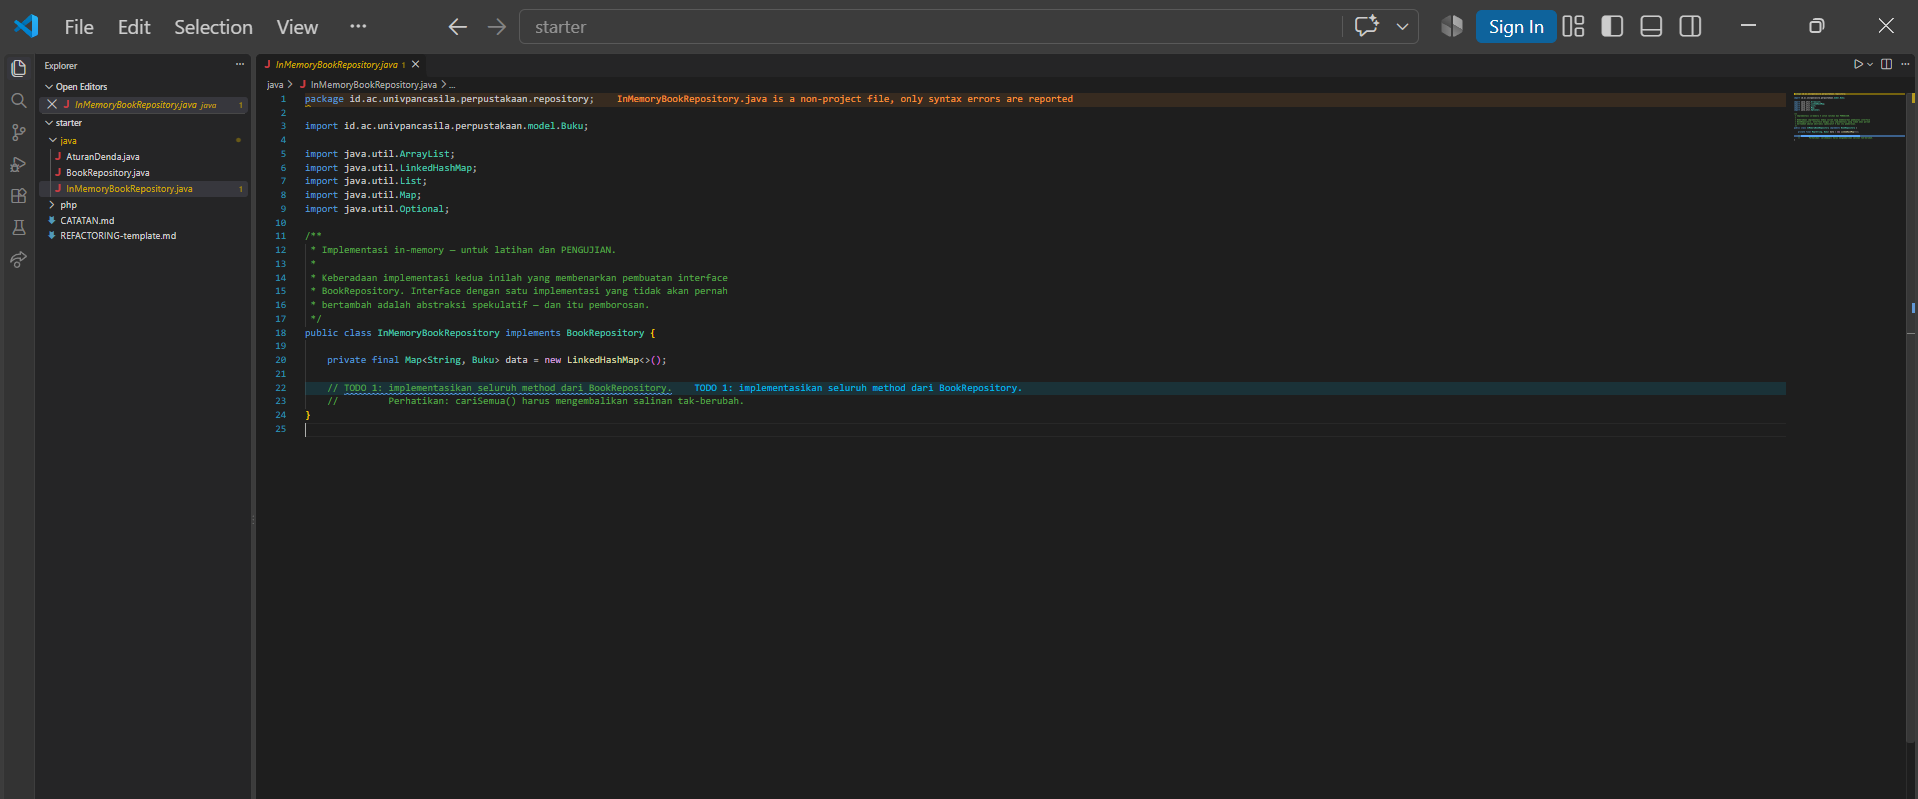 File Edit Selection View ··· starter Sign In
Explorer ···
Open Editors
InMemoryBookRepository.java java 1
starter
java
AturanDenda.java
BookRepository.java
InMemoryBookRepository.java 1
php
CATATAN.md
REFACTORING-template.md
InMemoryBookRepository.java 1
java > InMemoryBookRepository.java > ...
1 package id.ac.univpancasila.perpustakaan.repository; InMemoryBookRepository.java is a non-project file, only syntax errors are reported
2
3 import id.ac.univpancasila.perpustakaan.model.Buku;
4
5 import java.util.ArrayList;
6 import java.util.LinkedHashMap;
7 import java.util.List;
8 import java.util.Map;
9 import java.util.Optional;
10
11 /**
12 * Implementasi in-memory — untuk latihan dan PENGUJIAN.
13 *
14 * Keberadaan implementasi kedua inilah yang membenarkan pembuatan interface
15 * BookRepository. Interface dengan satu implementasi yang tidak akan pernah
16 * bertambah adalah abstraksi spekulatif — dan itu pemborosan.
17 */
18 public class InMemoryBookRepository implements BookRepository {
19
20 private final Map<String, Buku> data = new LinkedHashMap<>();
21
22 // TODO 1: implementasikan seluruh method dari BookRepository. TODO 1: implementasikan seluruh method dari BookRepository.
23 // Perhatikan: cariSemua() harus mengembalikan salinan tak-berubah.
24 }
25